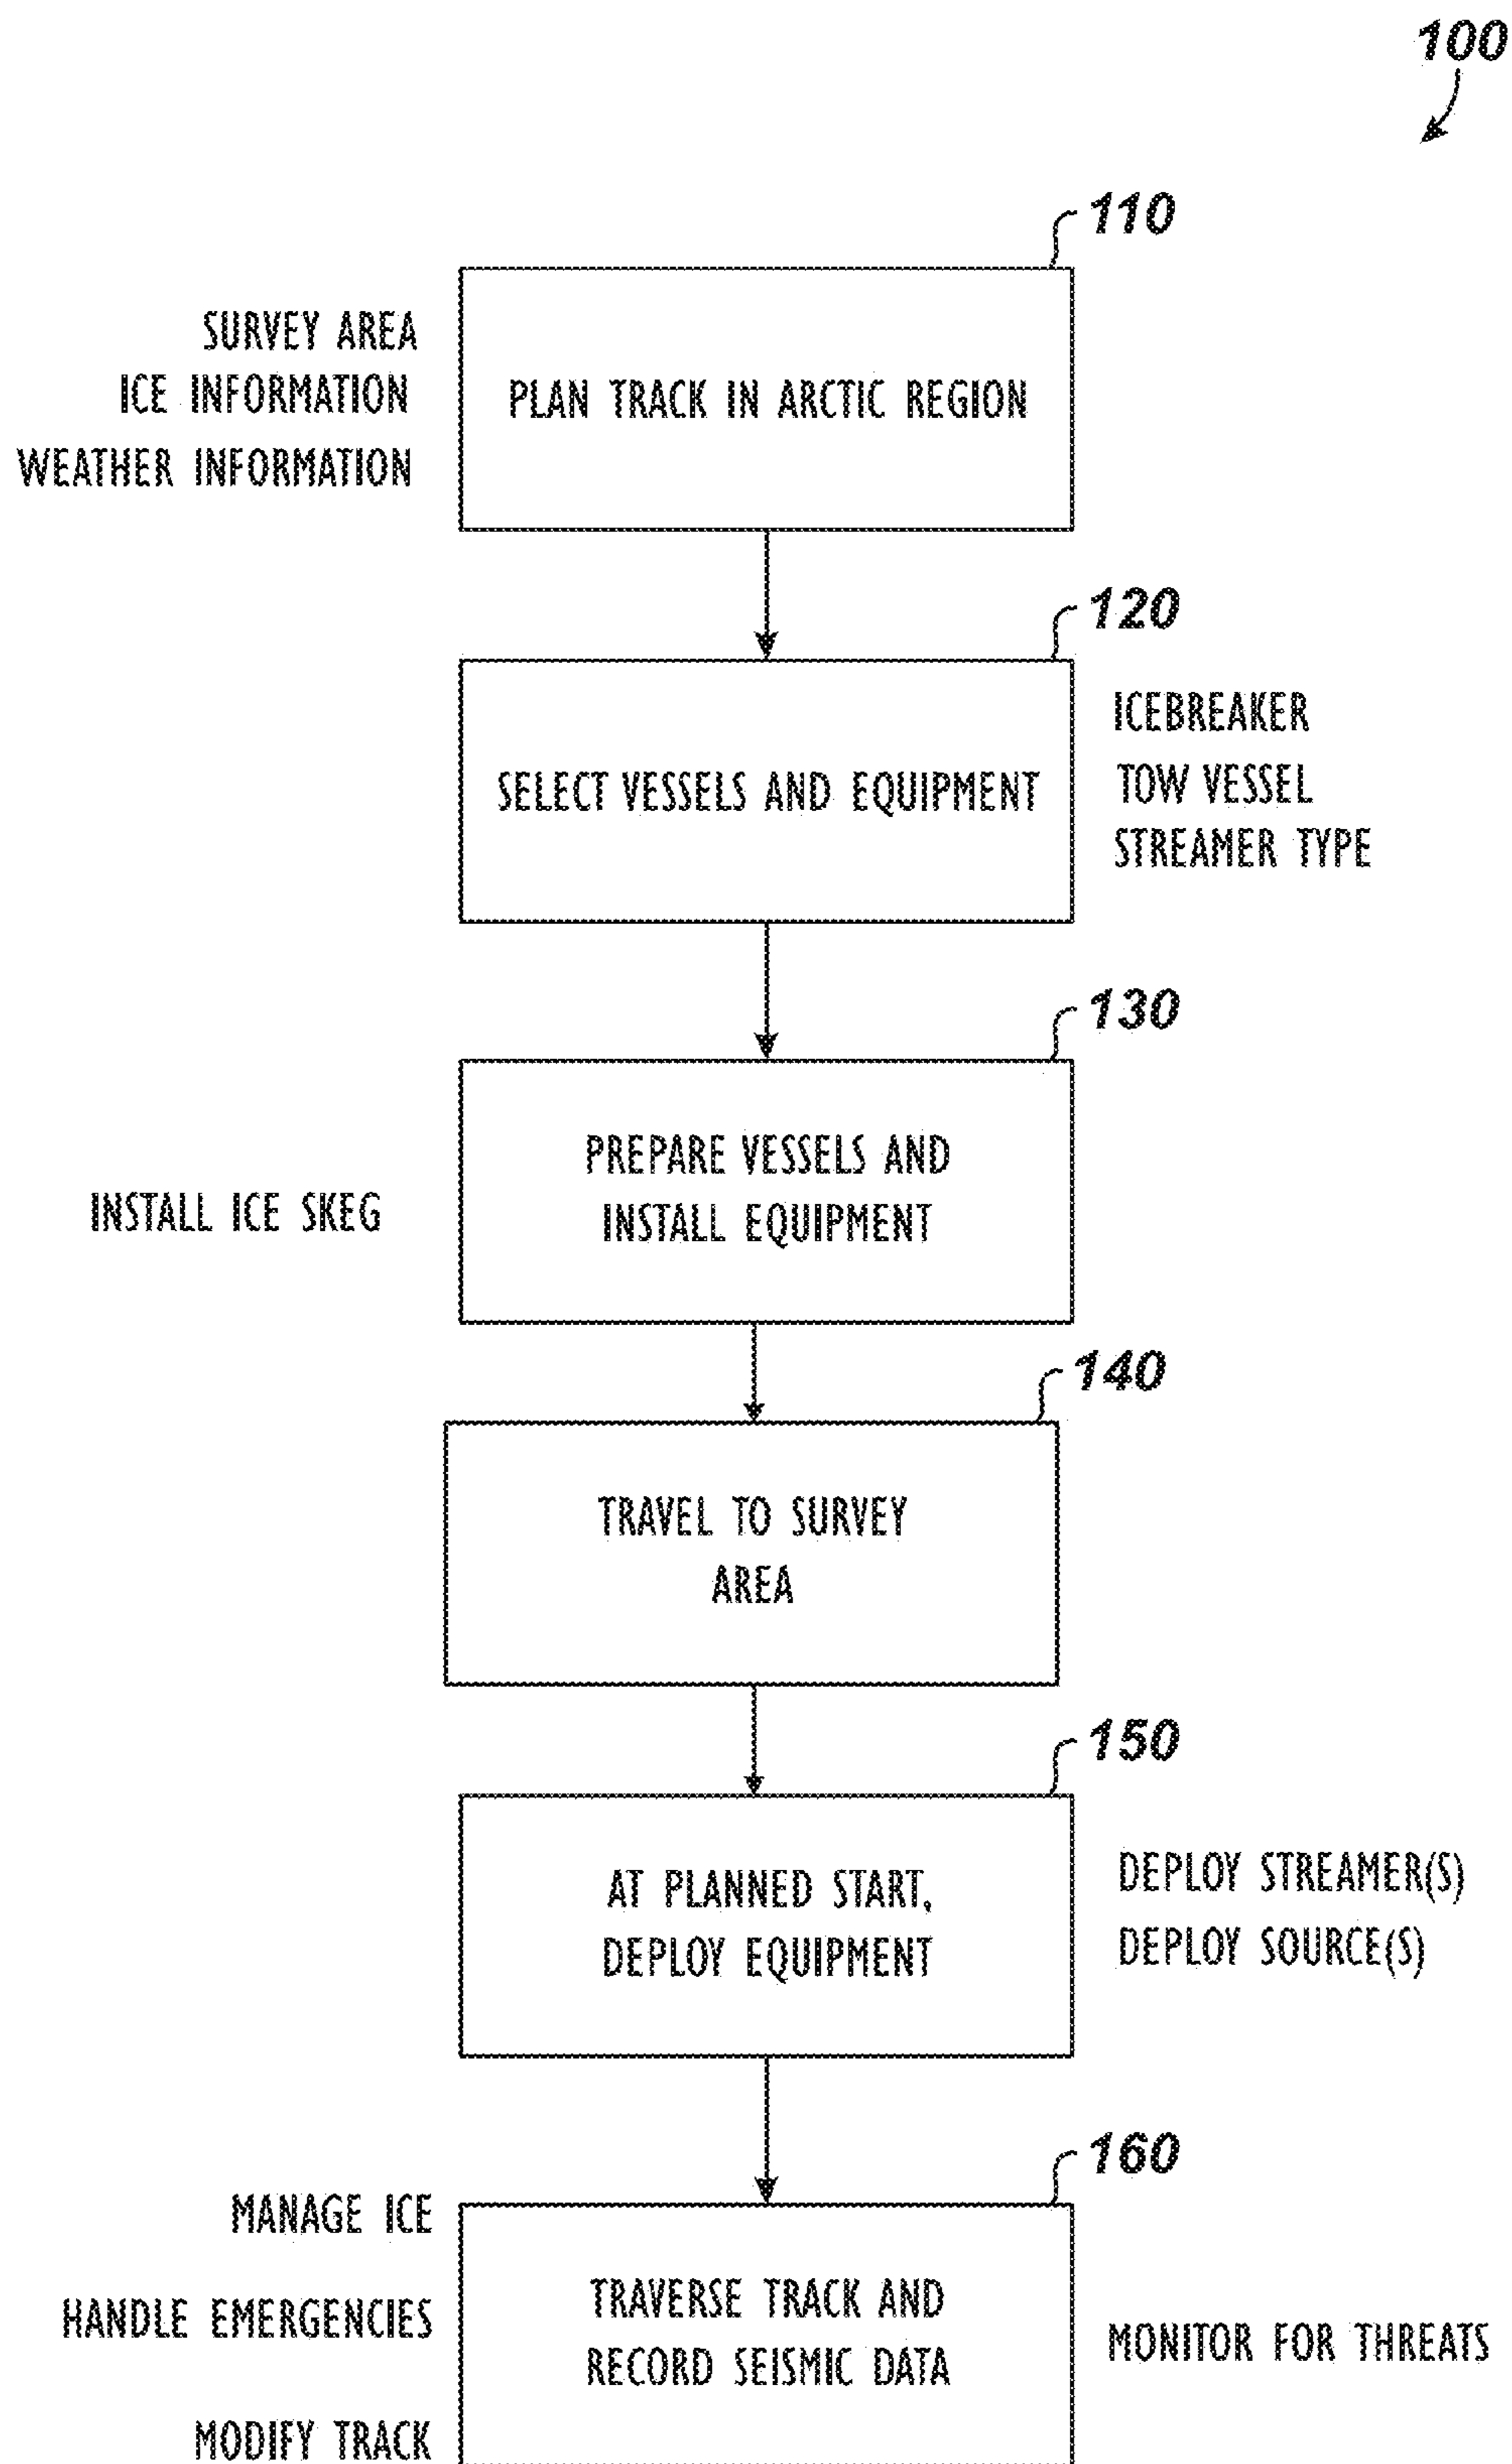 100
110
SURVEY AREA
ICE INFORMATION
WEATHER INFORMATION
PLAN TRACK IN ARCTIC REGION
120
SELECT VESSELS AND EQUIPMENT
ICEBREAKER
TOW VESSEL
STREAMER TYPE
130
PREPARE VESSELS AND
INSTALL EQUIPMENT
INSTALL ICE SKEG
140
TRAVEL TO SURVEY
AREA
150
AT PLANNED START,
DEPLOY EQUIPMENT
DEPLOY STREAMER(S)
DEPLOY SOURCE(S)
160
MANAGE ICE
HANDLE EMERGENCIES
MODIFY TRACK
TRAVERSE TRACK AND
RECORD SEISMIC DATA
MONITOR FOR THREATS